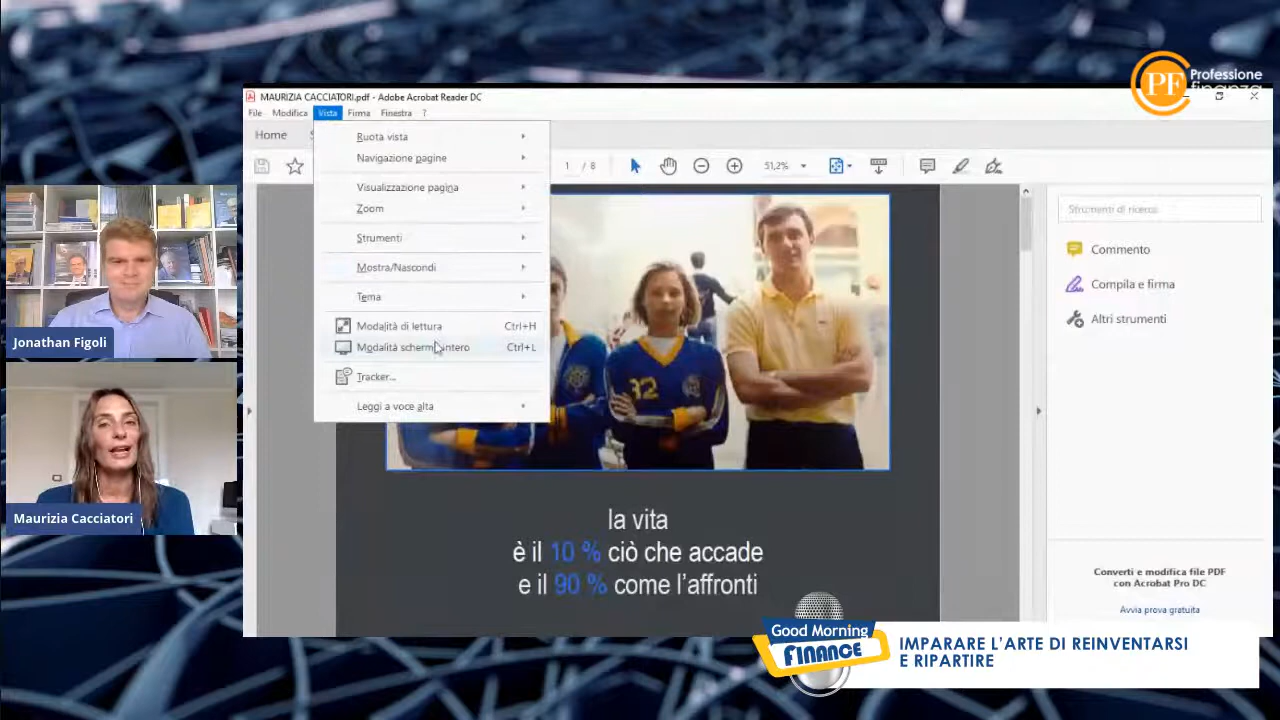 Professione
PF
finanza
MAURIZIA CACCIATORI.pdf - Adobe Acrobat Reader DC
File Modifica Vista Firma Finestra ?
Home
Ruota vista
Navigazione pagine
1 / 8
51,2%
Visualizzazione pagina
Zoom
Strumenti
Mostra/Nascondi
Tema
Modalità di lettura Ctrl+H
Modalità schermo intero Ctrl+L
Tracker...
Leggi a voce alta
Strumenti di ricerca
Commento
Compila e firma
Altri strumenti
32
Jonathan Figoli
Maurizia Cacciatori
la vita
è il 10 % ciò che accade
e il 90 % come l'affronti
Converti e modifica file PDF
con Acrobat Pro DC
Avvia prova gratuita
Good Morning
FINANCE
IMPARARE L'ARTE DI REINVENTARSI
E RIPARTIRE